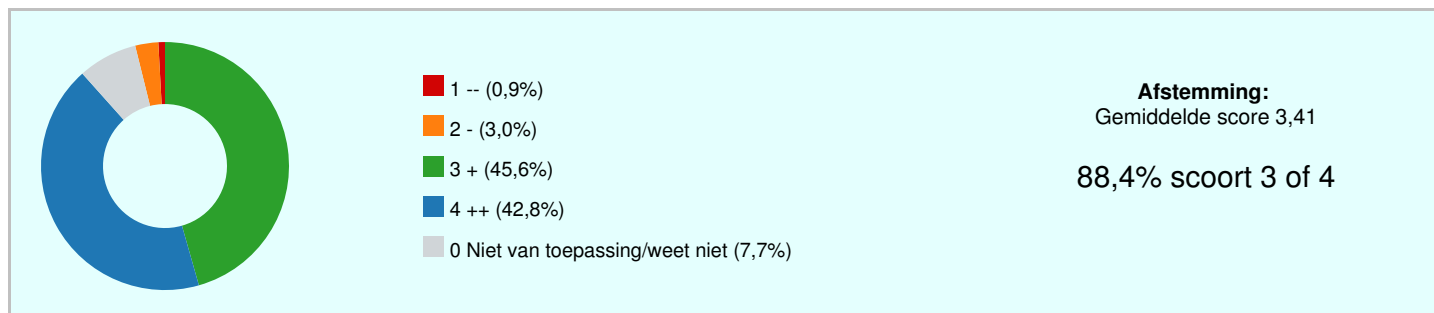 1 -- (0,9%)
2 - (3,0%)
3 + (45,6%)
4 ++ (42,8%)
0 Niet van toepassing/weet niet (7,7%)
Afstemming:
Gemiddelde score 3,41
88,4% scoort 3 of 4